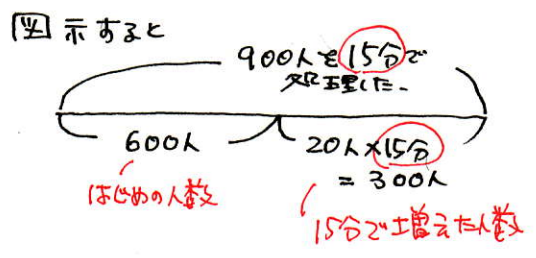 図示すると
900人を15分で
処理した。
600人
20人×15分
= 300人
はじめの人数
15分で増えた人数